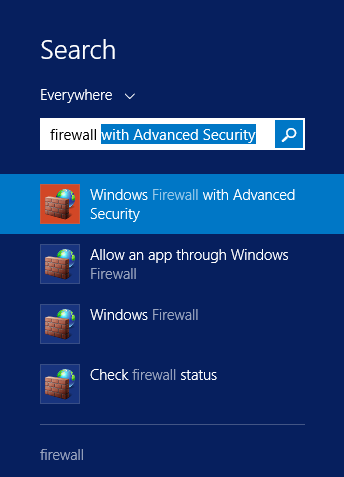 Search
Everywhere
firewall with Advanced Security
Windows Firewall with Advanced
Security
Allow an app through Windows
Firewall
Windows Firewall
Check firewall status
firewall